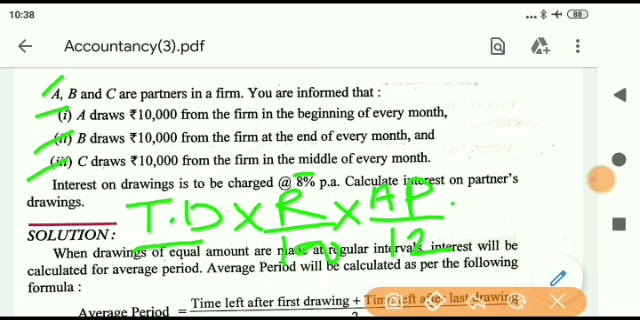 10:38
88
Accountancy(3).pdf
A, B and C are partners in a firm. You are informed that :
(i) A draws ₹10,000 from the firm in the beginning of every month,
(ii) B draws ₹10,000 from the firm at the end of every month, and
(iii) C draws ₹10,000 from the firm in the middle of every month.
Interest on drawings is to be charged @ 8% p.a. Calculate interest on partner's
drawings.
T.D × R/100 × AP/12
SOLUTION :
When drawings of equal amount are made at regular intervals, interest will be
calculated for average period. Average Period will be calculated as per the following
formula :
Average Period = Time left after first drawing + Time left after last drawing
2